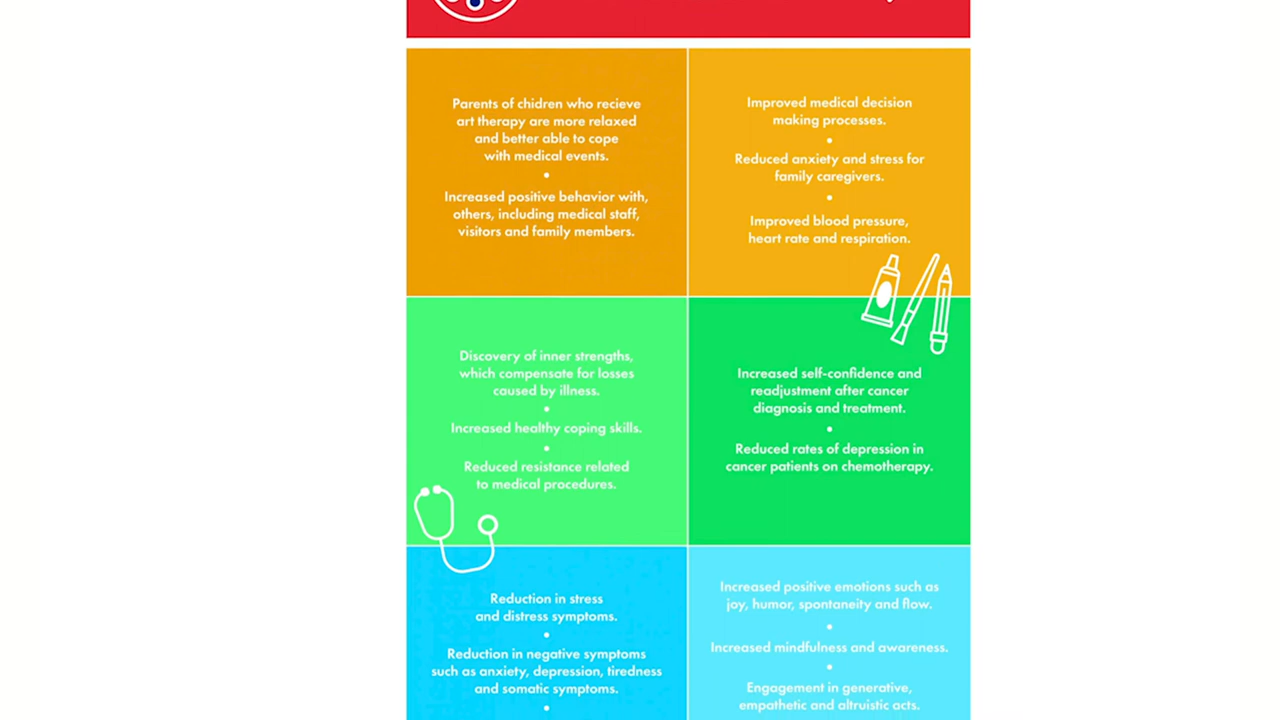 Parents of chidren who recieve
art therapy are more relaxed
and better able to cope
with medical events.
Increased positive behavior with,
others, including medical staff,
visitors and family members.
Improved medical decision
making processes.
Reduced anxiety and stress for
family caregivers.
Improved blood pressure,
heart rate and respiration.
Discovery of inner strengths,
which compensate for losses
caused by illness.
Increased healthy coping skills.
Reduced resistance related
to medical procedures.
Increased self-confidence and
readjustment after cancer
diagnosis and treatment.
Reduced rates of depression in
cancer patients on chemotherapy.
Reduction in stress
and distress symptoms.
Reduction in negative symptoms
such as anxiety, depression, tiredness
and somatic symptoms.
Increased positive emotions such as
joy, humor, spontaneity and flow.
Increased mindfulness and awareness.
Engagement in generative,
empathetic and altruistic acts.